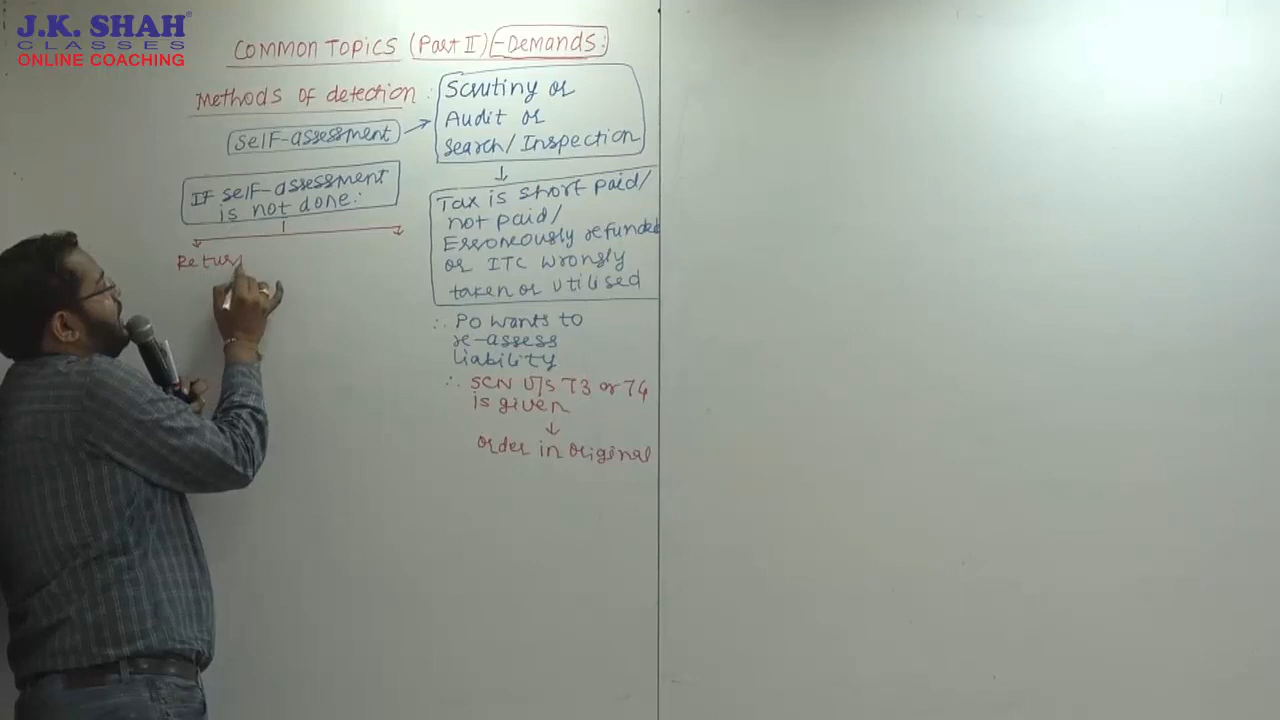 J.K. SHAH®
CLASSES
ONLINE COACHING
COMMON TOPICS (Part II) - Demands:
Methods of detection :
Self-assessment
Scrutiny or
Audit or
Search/ Inspection
If self-assessment
is not done:
Tax is short paid/
not paid/
Erroneously refunded
or ITC wrongly
taken or utilised
Return
∴ PO wants to
re-assess
liability
∴ SCN U/S 73 or 74
is given
order in original